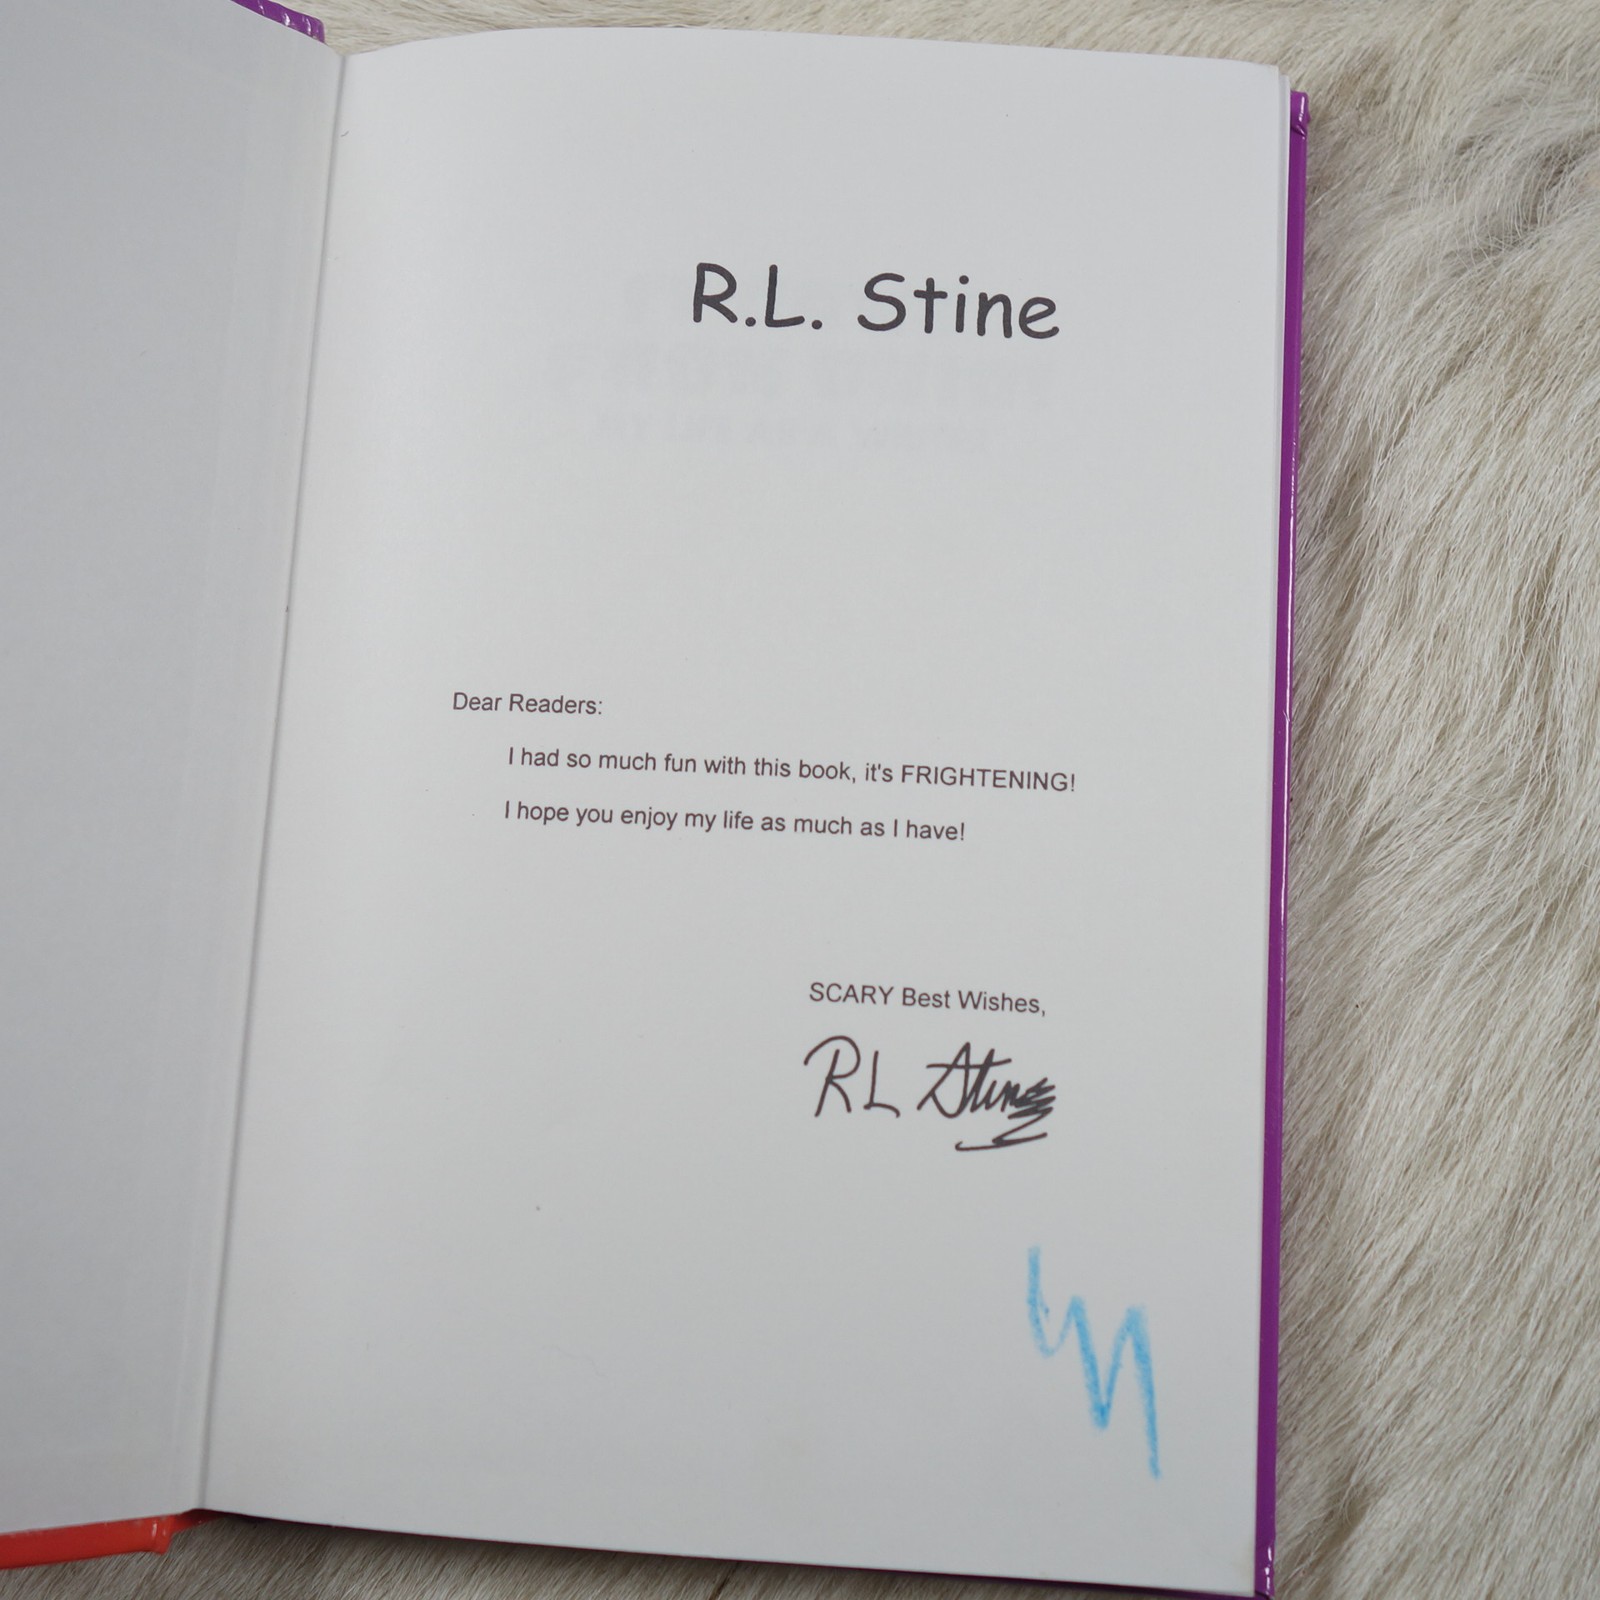 R.L. Stine
Dear Readers:
I had so much fun with this book, it's FRIGHTENING!
I hope you enjoy my life as much as I have!
SCARY Best Wishes,
RL Stine